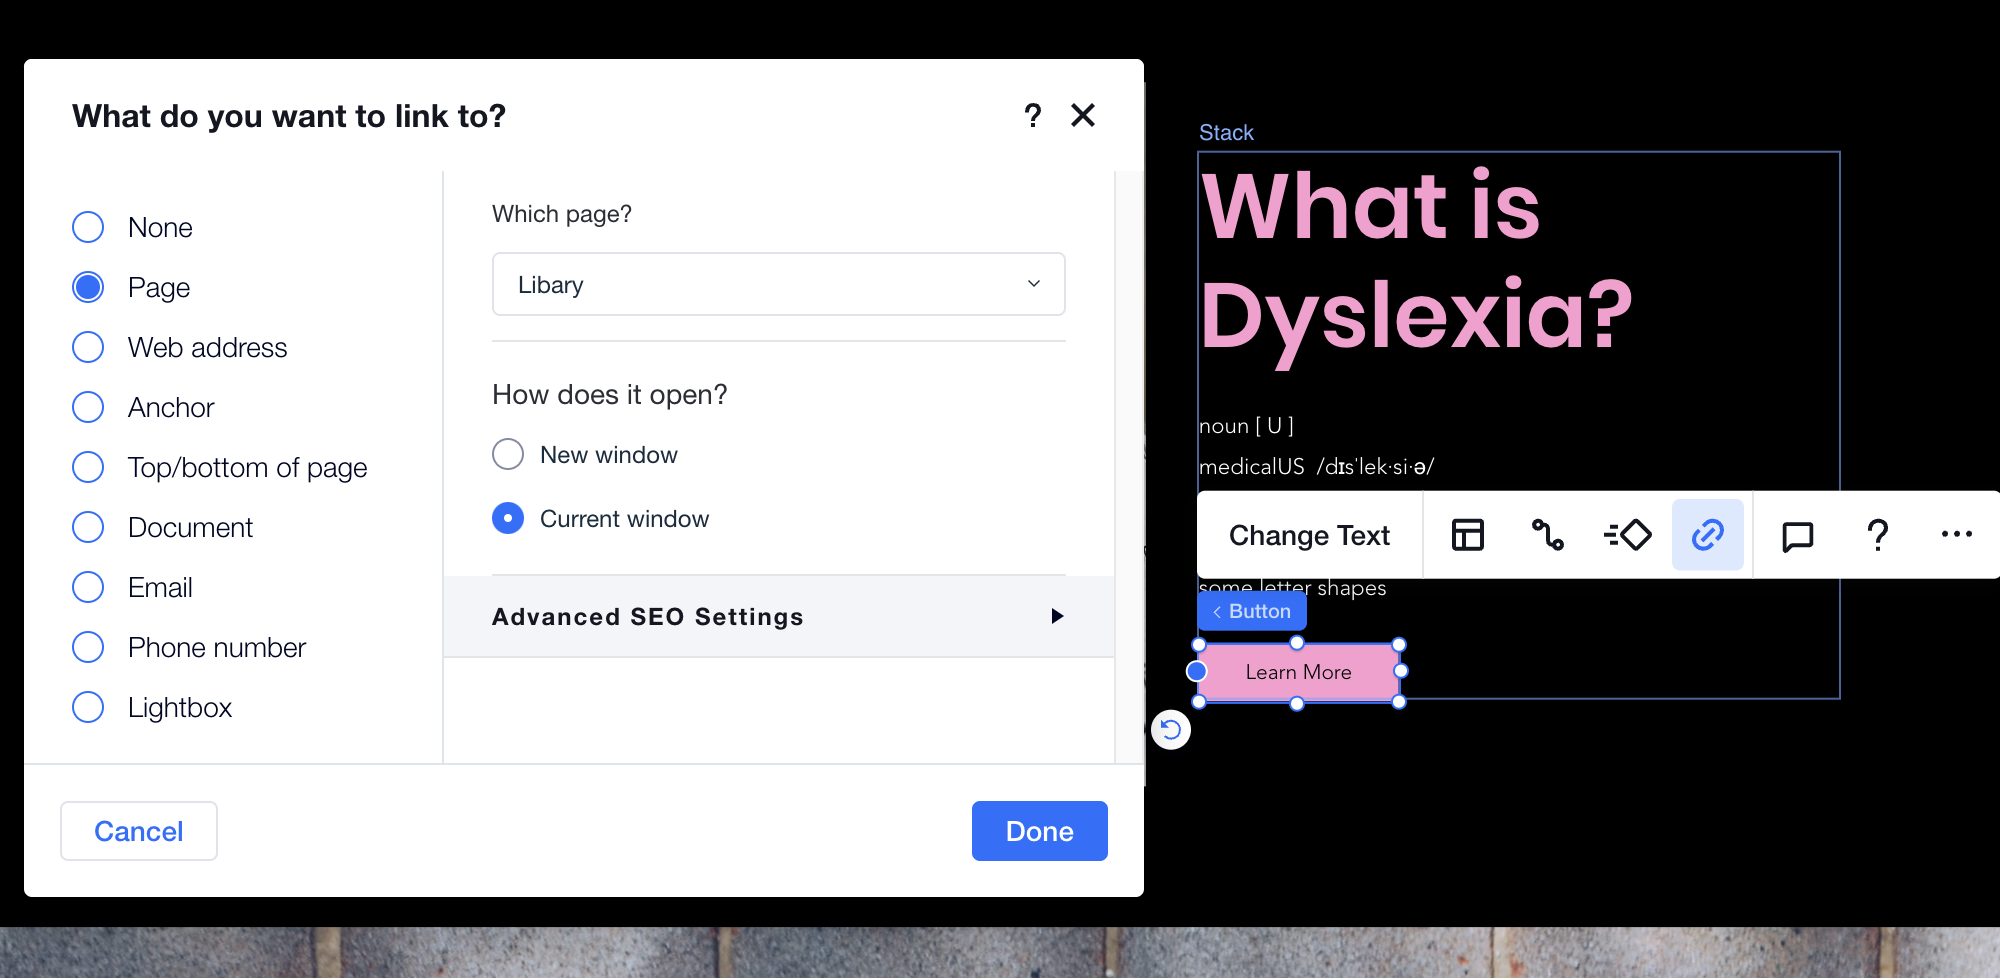 What do you want to link to?
?
None
Page
Web address
Anchor
Top/bottom of page
Document
Email
Phone number
Lightbox
Which page?
Libary
How does it open?
New window
Current window
Advanced SEO Settings
Cancel
Done
Stack
What is
Dyslexia?
noun [ U ]
medicalUS /dɪsˈlek·si·ə/
Change Text
?
some letter shapes
Button
Learn More